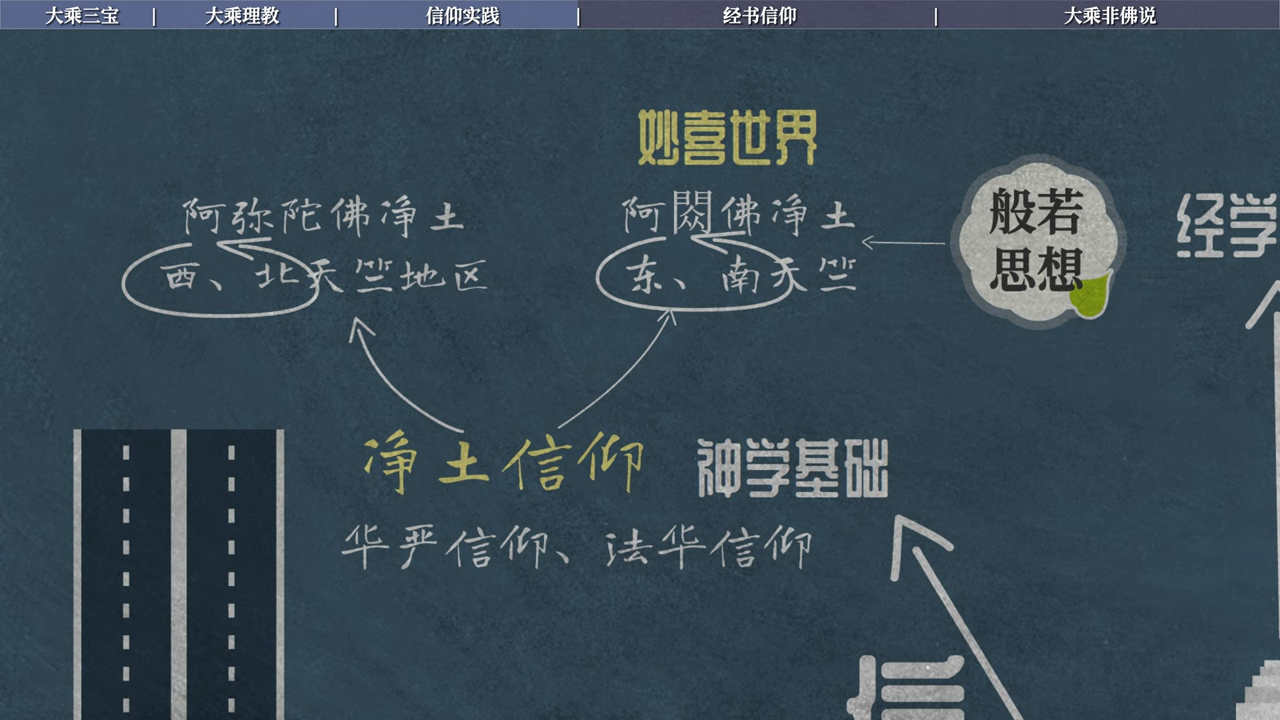 大乘三宝 | 大乘理教 | 信仰实践 | 经书信仰 | 大乘非佛说
妙喜世界
阿弥陀佛净土
西、北天竺地区
阿閦佛净土
东、南天竺
般若
思想
经学
净土信仰
神学基础
华严信仰、法华信仰